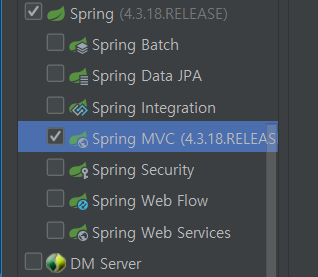 Spring (4.3.18.RELEASE)
Spring Batch
Spring Data JPA
Spring Integration
Spring MVC (4.3.18.RELEAS
Spring Security
Spring Web Flow
Spring Web Services
DM Server